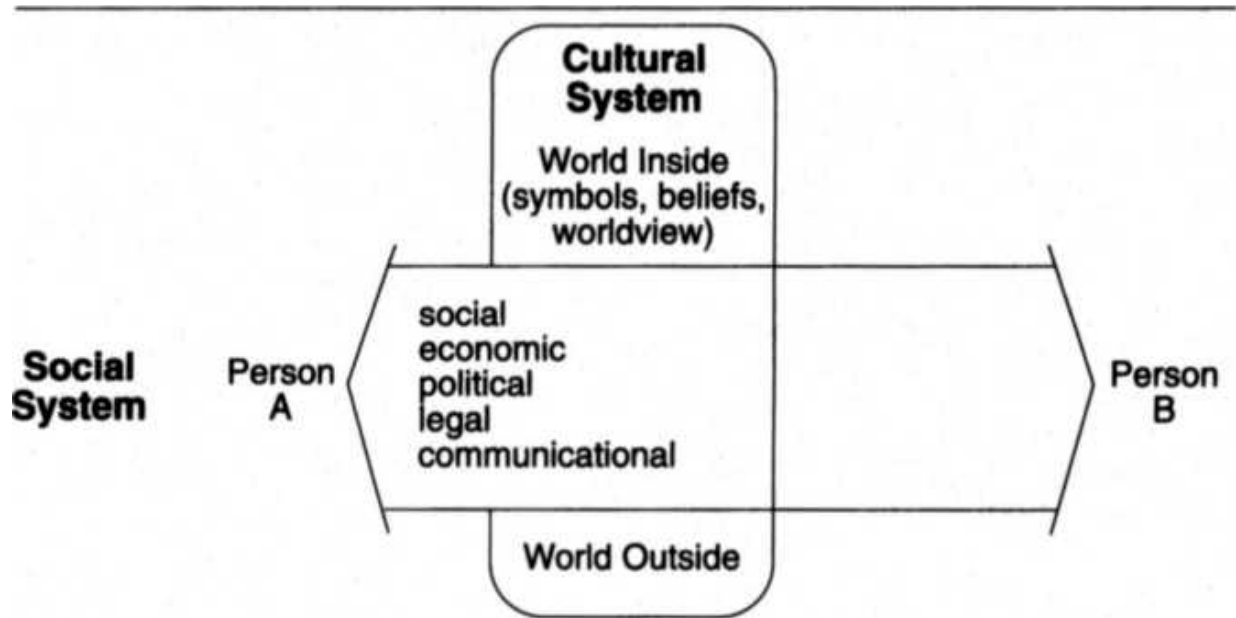 Cultural
System
World Inside
(symbols, beliefs,
worldview)
social
economic
political
legal
communicational
Social
System
Person
A
Person
B
World Outside